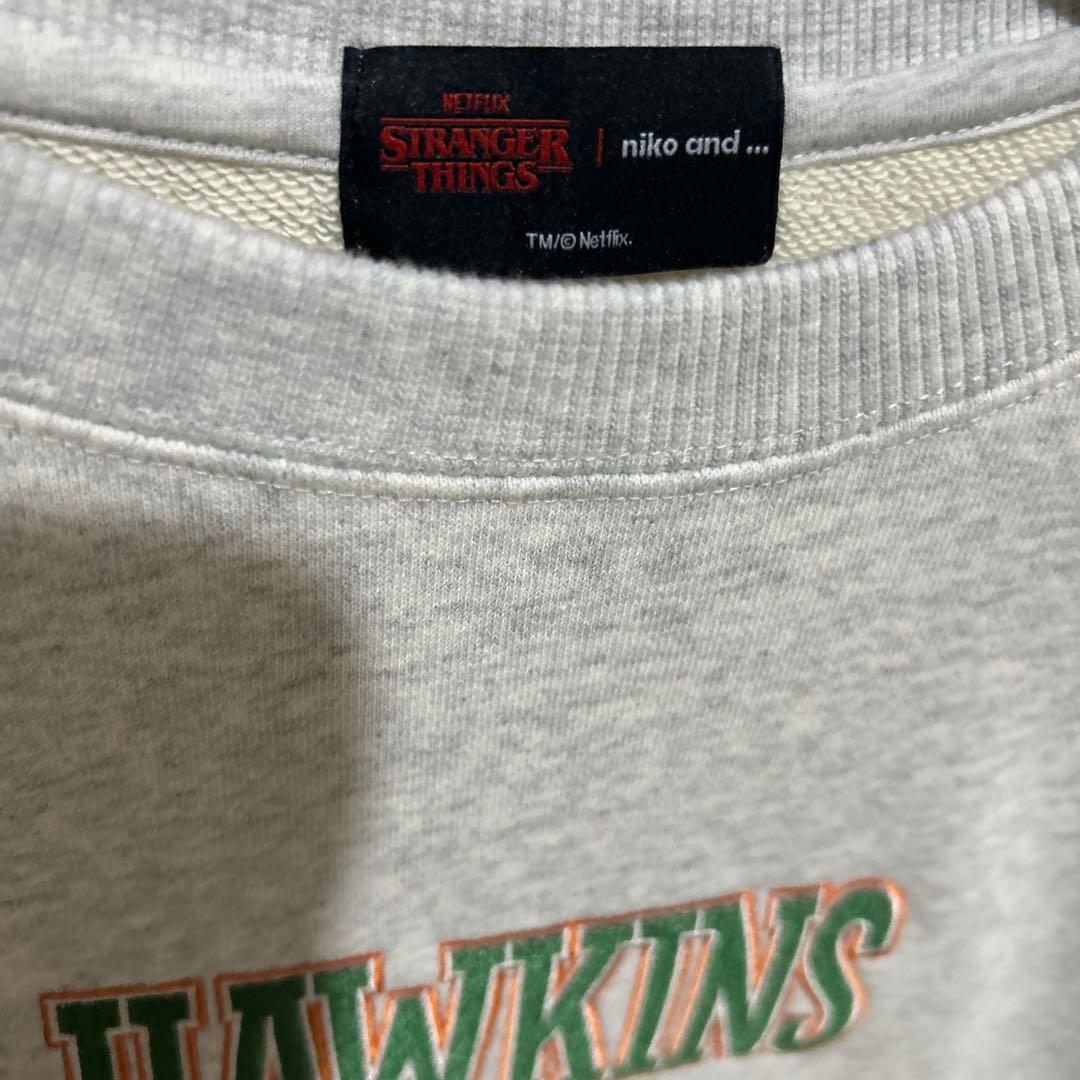 NETFLIX
STRANGER
THINGS
niko and ...
TM/© Netflix.
HAWKINS